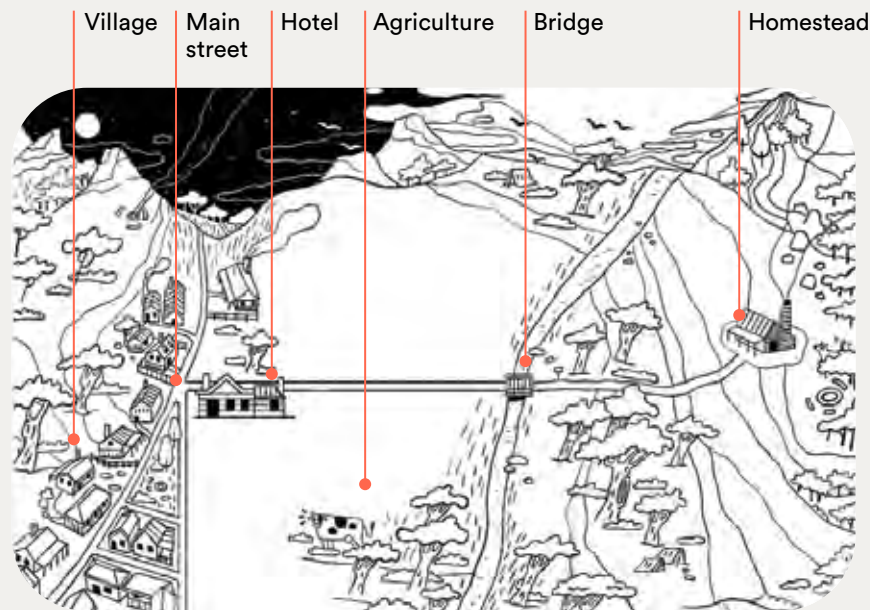 Village
Main
street
Hotel
Agriculture
Bridge
Homestead